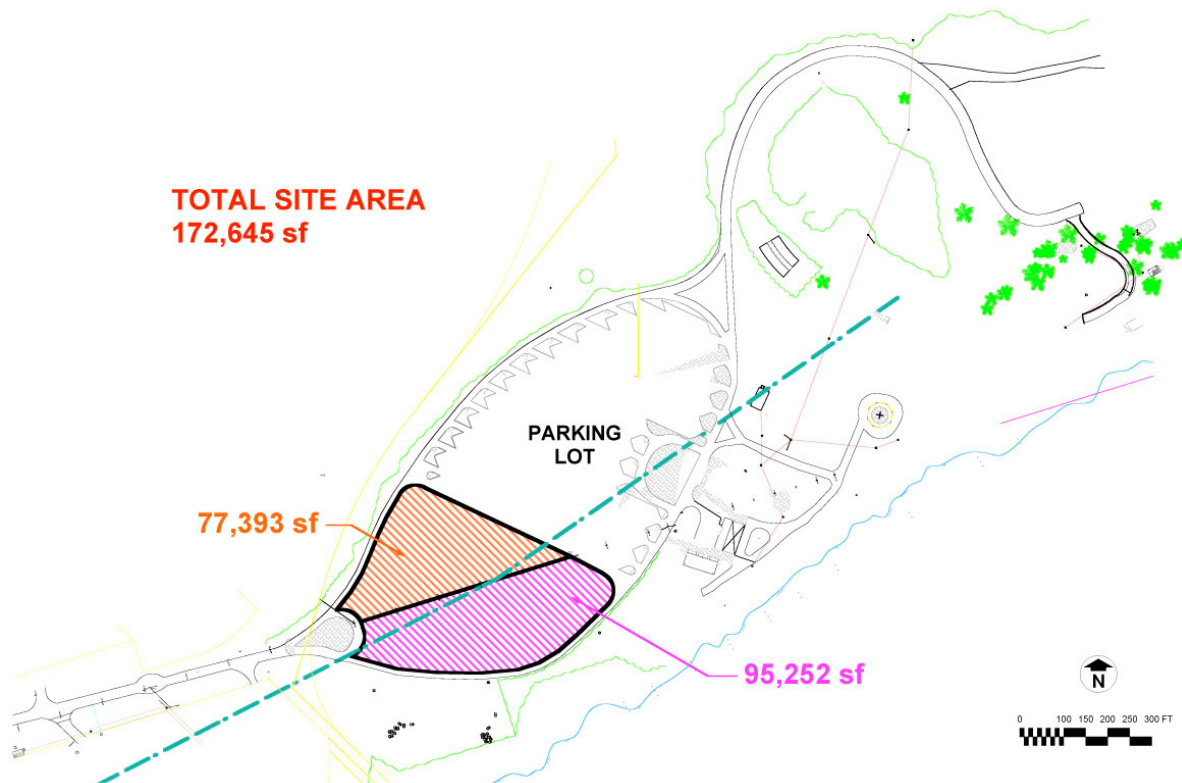 TOTAL SITE AREA
172,645 sf
PARKING
LOT
77,393 sf
95,252 sf
N
0 100 150 200 250 300 FT